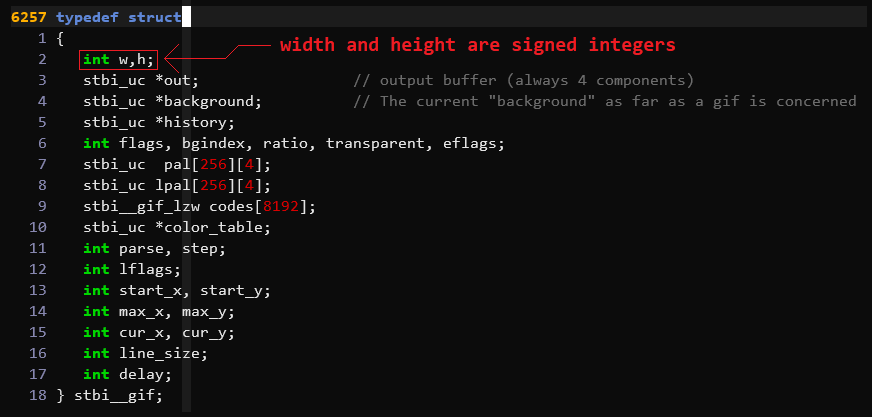 6257 typedef struct
1 {
2 int w,h; width and height are signed integers
3 stbi_uc *out; // output buffer (always 4 components)
4 stbi_uc *background; // The current "background" as far as a gif is concerned
5 stbi_uc *history;
6 int flags, bgindex, ratio, transparent, eflags;
7 stbi_uc  pal[256][4];
8 stbi_uc lpal[256][4];
9 stbi__gif_lzw codes[8192];
10 stbi_uc *color_table;
11 int parse, step;
12 int lflags;
13 int start_x, start_y;
14 int max_x, max_y;
15 int cur_x, cur_y;
16 int line_size;
17 int delay;
18 } stbi__gif;